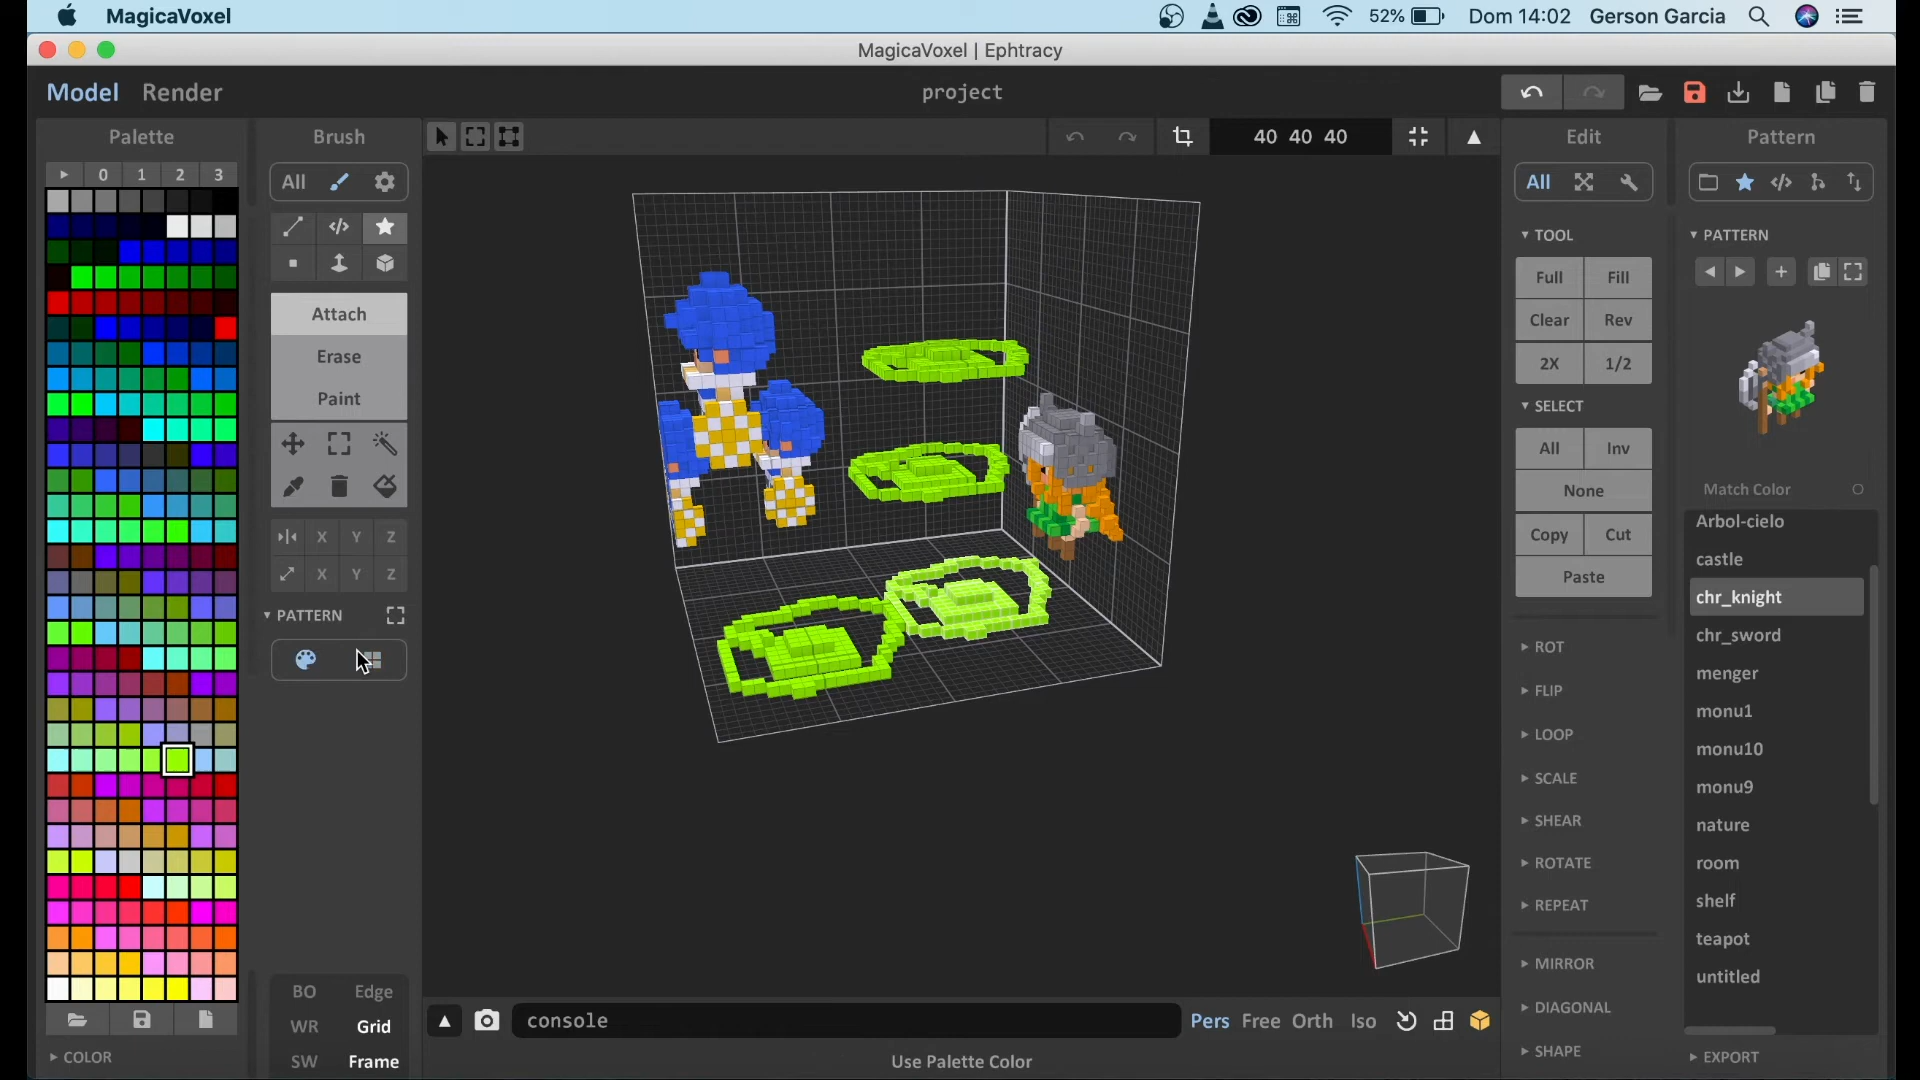 MagicaVoxel
52%
Dom 14:02
Gerson Garcia
MagicaVoxel | Ephtracy
Model
Render
project
Palette
Brush
40 40 40
Edit
Pattern
0 1 2 3
All
All
TOOL
PATTERN
Full
Fill
Attach
Clear
Rev
Erase
2X
1/2
Paint
SELECT
All
Inv
None
Match Color
Arbol-cielo
X Y Z
Copy
Cut
castle
X Y Z
Paste
chr_knight
PATTERN
chr_sword
ROT
menger
FLIP
monu1
LOOP
monu10
SCALE
monu9
SHEAR
nature
ROTATE
room
REPEAT
shelf
teapot
MIRROR
untitled
BO
Edge
DIAGONAL
WR
Grid
console
Pers
Free
Orth
Iso
SHAPE
COLOR
SW
Frame
Use Palette Color
EXPORT